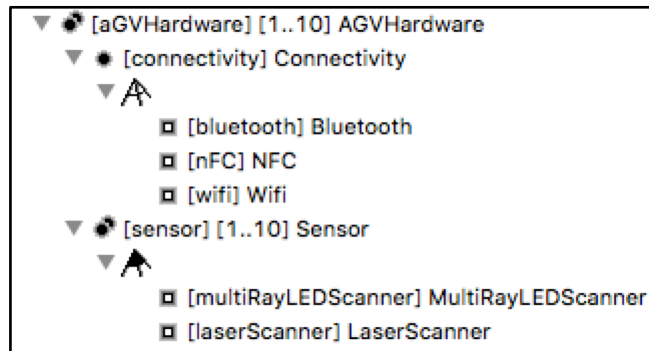 [aGVHardware] [1..10] AGVHardware
[connectivity] Connectivity
[bluetooth] Bluetooth
[nFC] NFC
[wifi] Wifi
[sensor] [1..10] Sensor
[multiRayLEDScanner] MultiRayLEDScanner
[laserScanner] LaserScanner